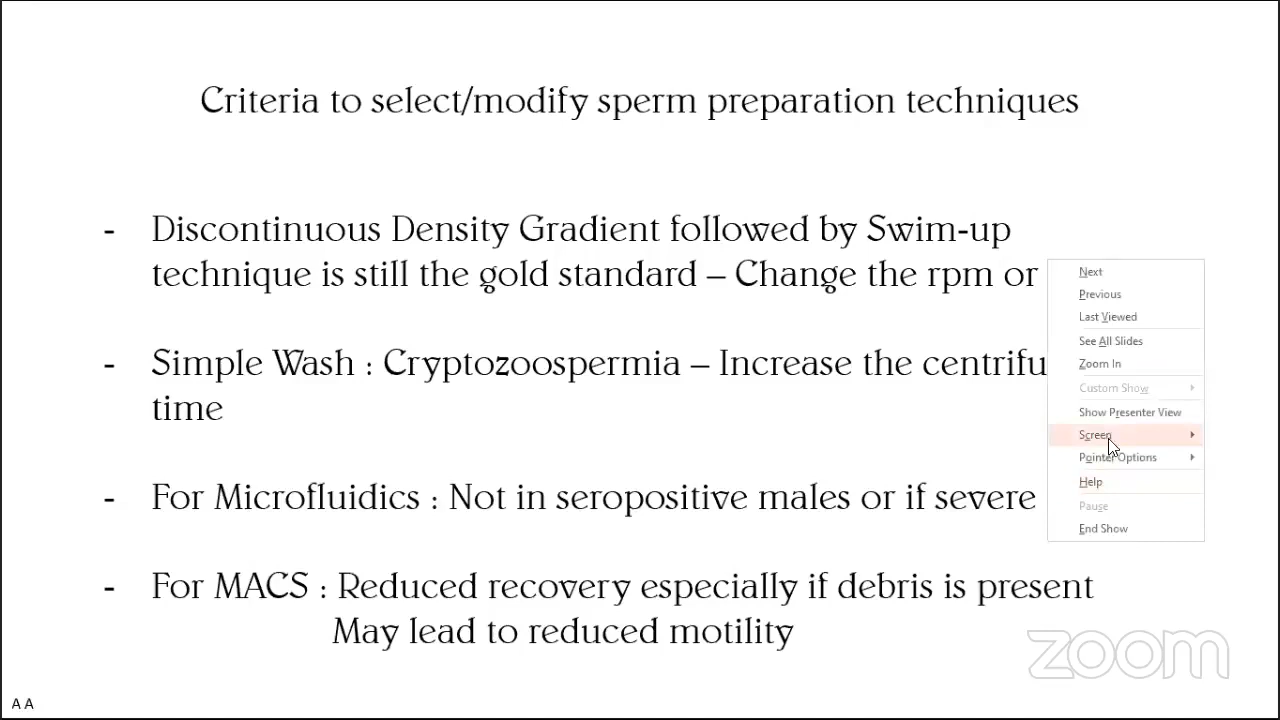 Criteria to select/modify sperm preparation techniques
- Discontinuous Density Gradient followed by Swim-up
technique is still the gold standard – Change the rpm or
- Simple Wash : Cryptozoospermia – Increase the centrifu
time
- For Microfluidics : Not in seropositive males or if severe
- For MACS : Reduced recovery especially if debris is present
May lead to reduced motility
Next
Previous
Last Viewed
See All Slides
Zoom In
Custom Show
Show Presenter View
Screen
Pointer Options
Help
Pause
End Show
zoom
A A